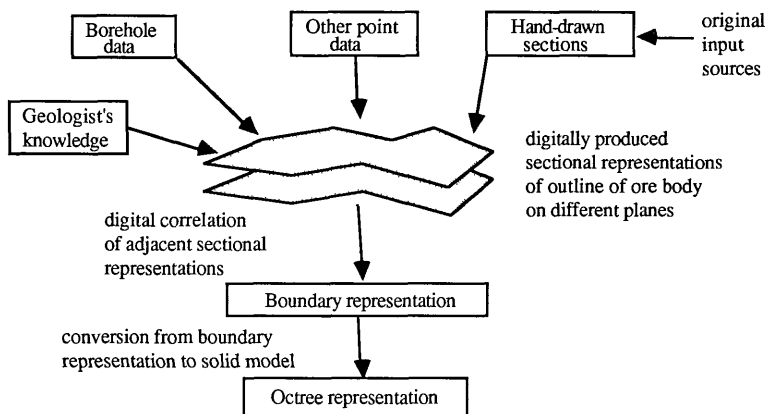 Borehole
data
Other point
data
Hand-drawn
sections
original
input
sources
Geologist's
knowledge
digitally produced
sectional representations
of outline of ore body
on different planes
digital correlation
of adjacent sectional
representations
Boundary representation
conversion from boundary
representation to solid model
Octree representation